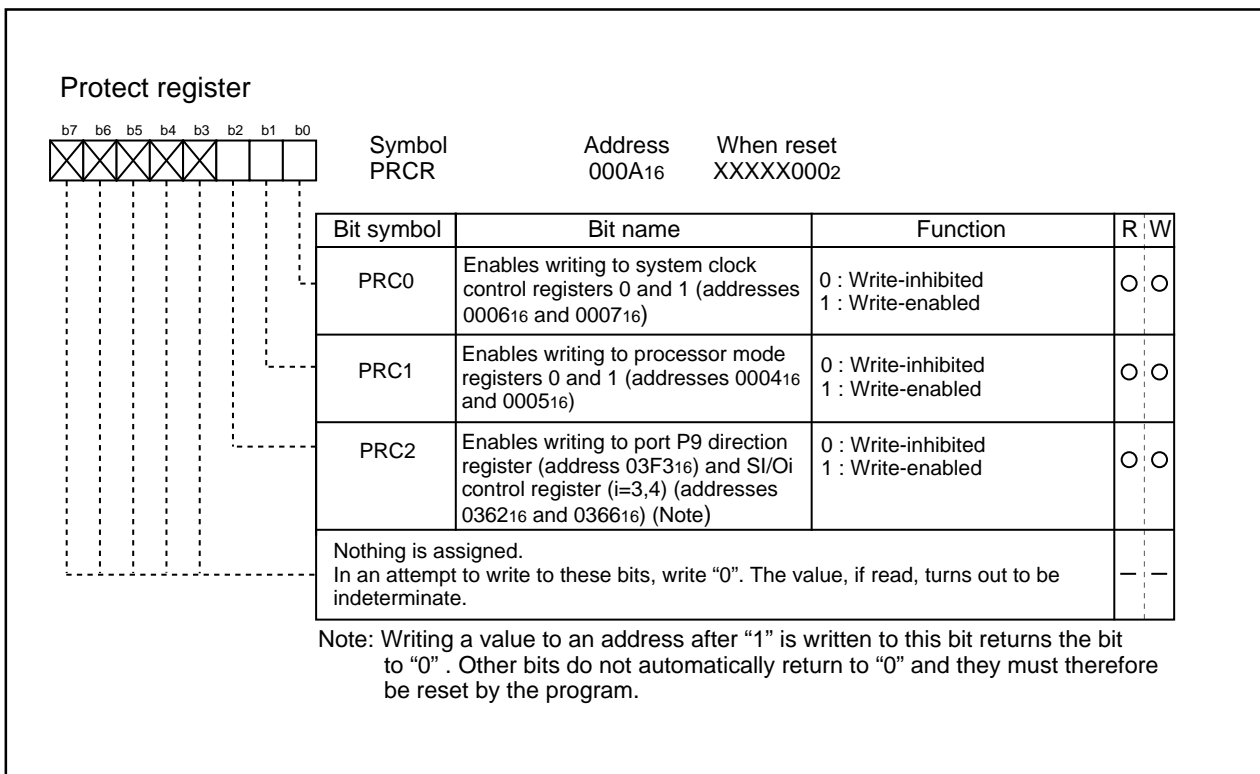 Protect register
b7 b6 b5 b4 b3 b2 b1 b0
Symbol Address When reset
PRCR 000A16 XXXXX0002
Bit symbol Bit name Function R W
PRC0 Enables writing to system clock control registers 0 and 1 (addresses 000616 and 000716) 0 : Write-inhibited 1 : Write-enabled
PRC1 Enables writing to processor mode registers 0 and 1 (addresses 000416 and 000516) 0 : Write-inhibited 1 : Write-enabled
PRC2 Enables writing to port P9 direction register (address 03F316) and SI/Oi control register (i=3,4) (addresses 036216 and 036616) (Note) 0 : Write-inhibited 1 : Write-enabled
Nothing is assigned.
In an attempt to write to these bits, write “0”. The value, if read, turns out to be
indeterminate.
Note: Writing a value to an address after “1” is written to this bit returns the bit
to “0” . Other bits do not automatically return to “0” and they must therefore
be reset by the program.